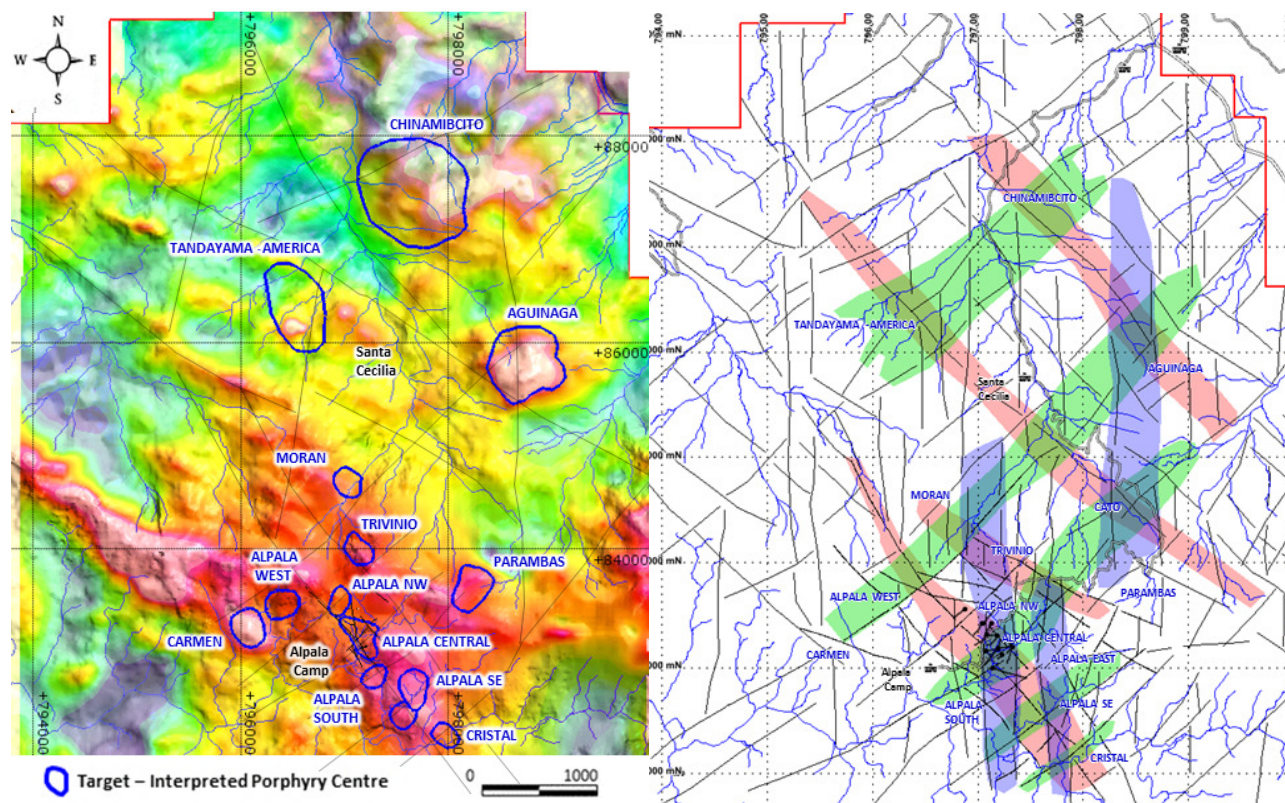 N
W E
S
+796000
+798000
CHINAMIBCITO
+88000
TANDAYAMA - AMERICA
AGUINAGA
+86000
Santa
Cecilia
MORAN
TRIVINIO
+84000
ALPALA
WEST
PARAMBAS
ALPALA NW
CARMEN
ALPALA CENTRAL
Alpala
Camp
ALPALA SE
ALPALA
SOUTH
CRISTAL
+794000
+796000
+798000
Target – Interpreted Porphyry Centre
0 1000
CHINAMIBCITO
TANDAYAMA - AMERICA
AGUINAGA
Santa
Cecilia
MORAN
CATO
TRIVINIO
ALPALA WEST
PARAMBAS
ALPALA NW
ALPALA CENTRAL
CARMEN
ALPALA EAST
Alpala
Camp
ALPALA
SOUTH
ALPALA SE
CRISTAL